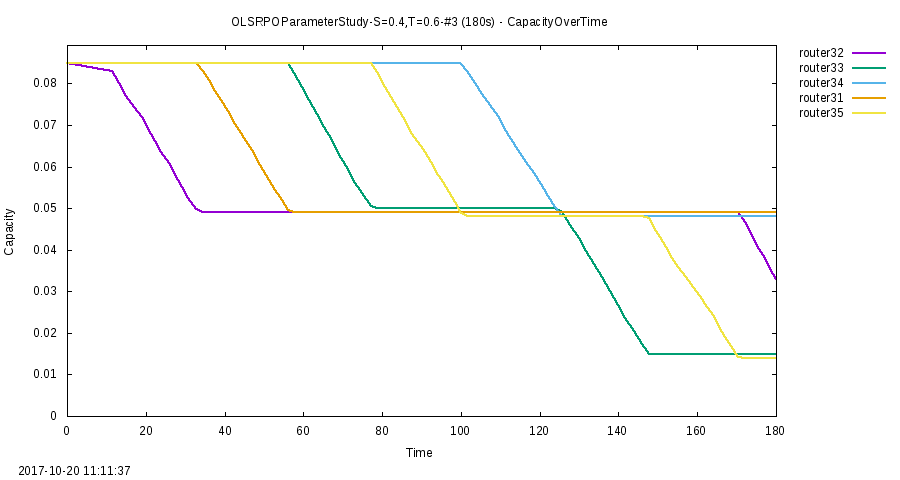 OLSRPOParameterStudy-S=0.4,T=0.6-#3 (180s) - CapacityOverTime
router32
router33
router34
router31
router35
0.08
0.07
0.06
0.05
0.04
0.03
0.02
0.01
0
Capacity
0 20 40 60 80 100 120 140 160 180
Time
2017-10-20 11:11:37